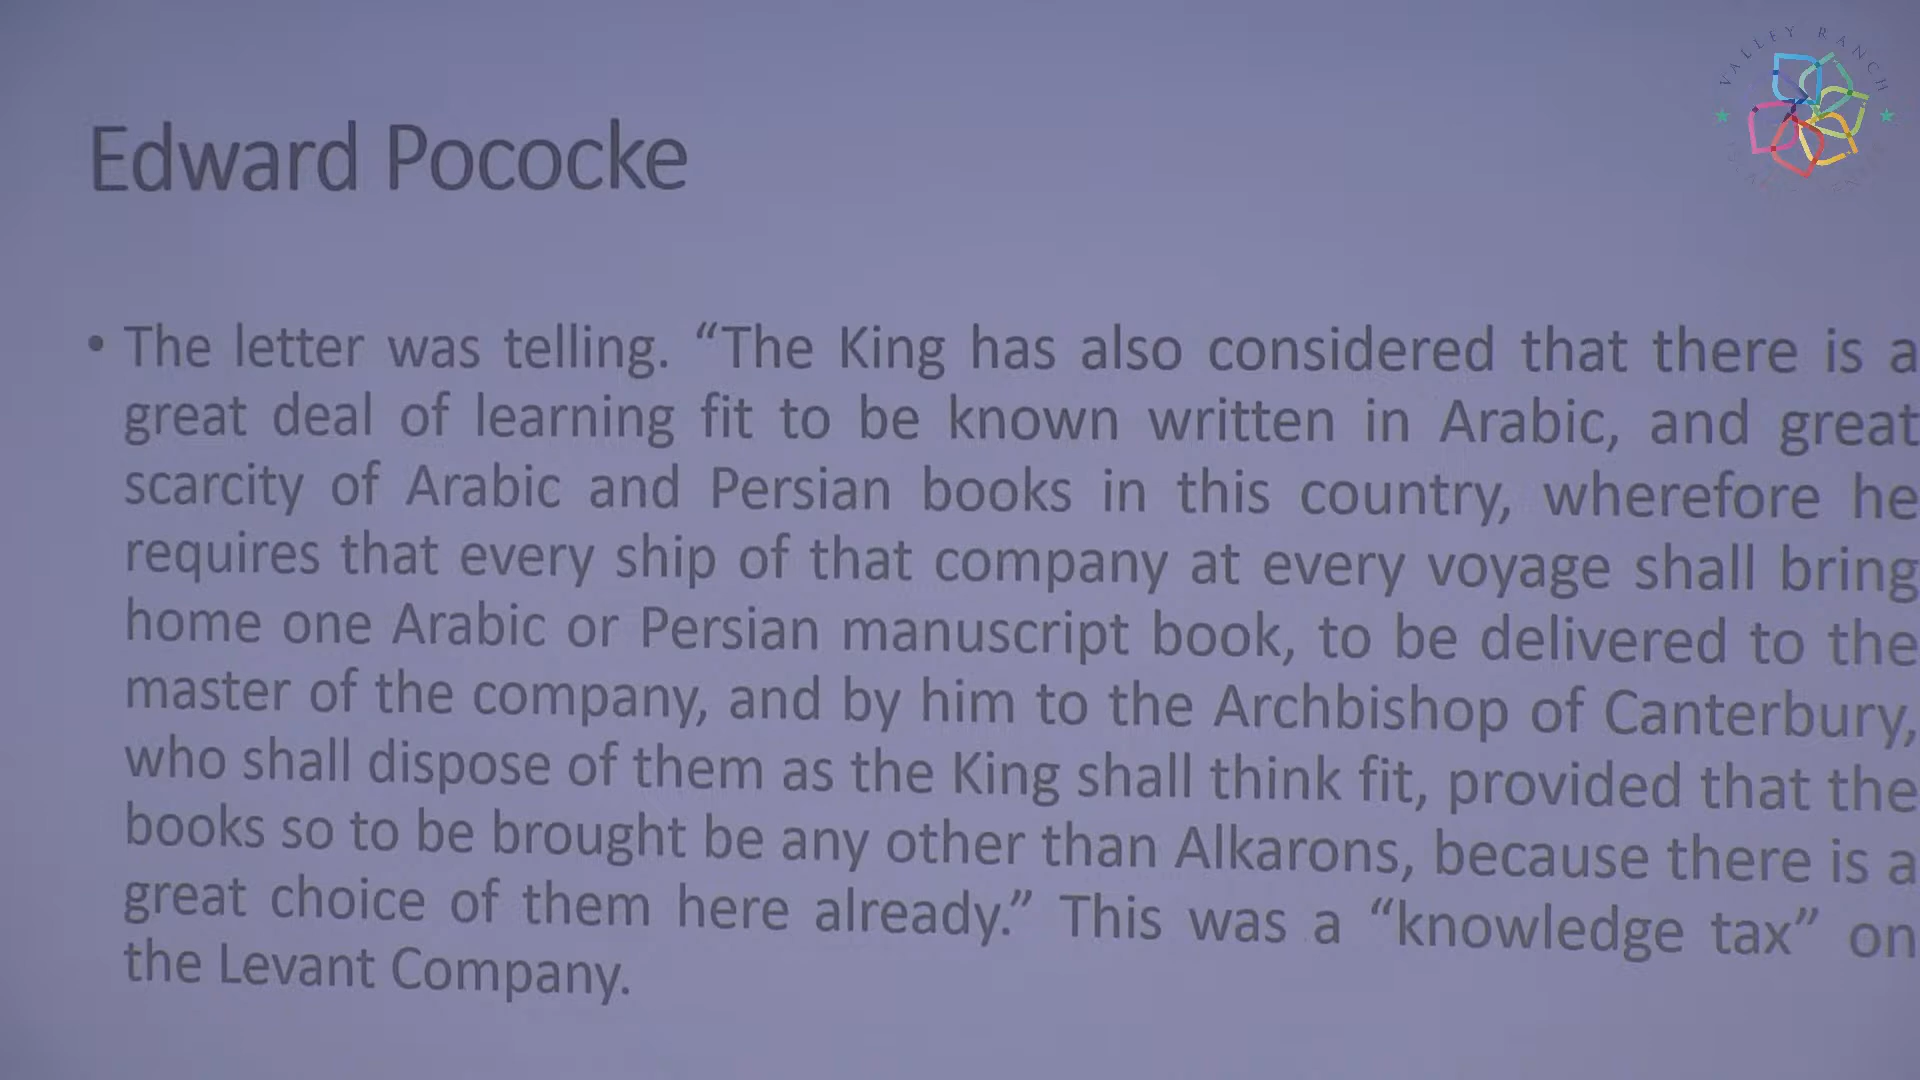 VALLEY RANCH
Edward Pococke
• The letter was telling. “The King has also considered that there is a
great deal of learning fit to be known written in Arabic, and great
scarcity of Arabic and Persian books in this country, wherefore he
requires that every ship of that company at every voyage shall bring
home one Arabic or Persian manuscript book, to be delivered to the
master of the company, and by him to the Archbishop of Canterbury,
who shall dispose of them as the King shall think fit, provided that the
books so to be brought be any other than Alkarons, because there is a
great choice of them here already.” This was a “knowledge tax” on
the Levant Company.